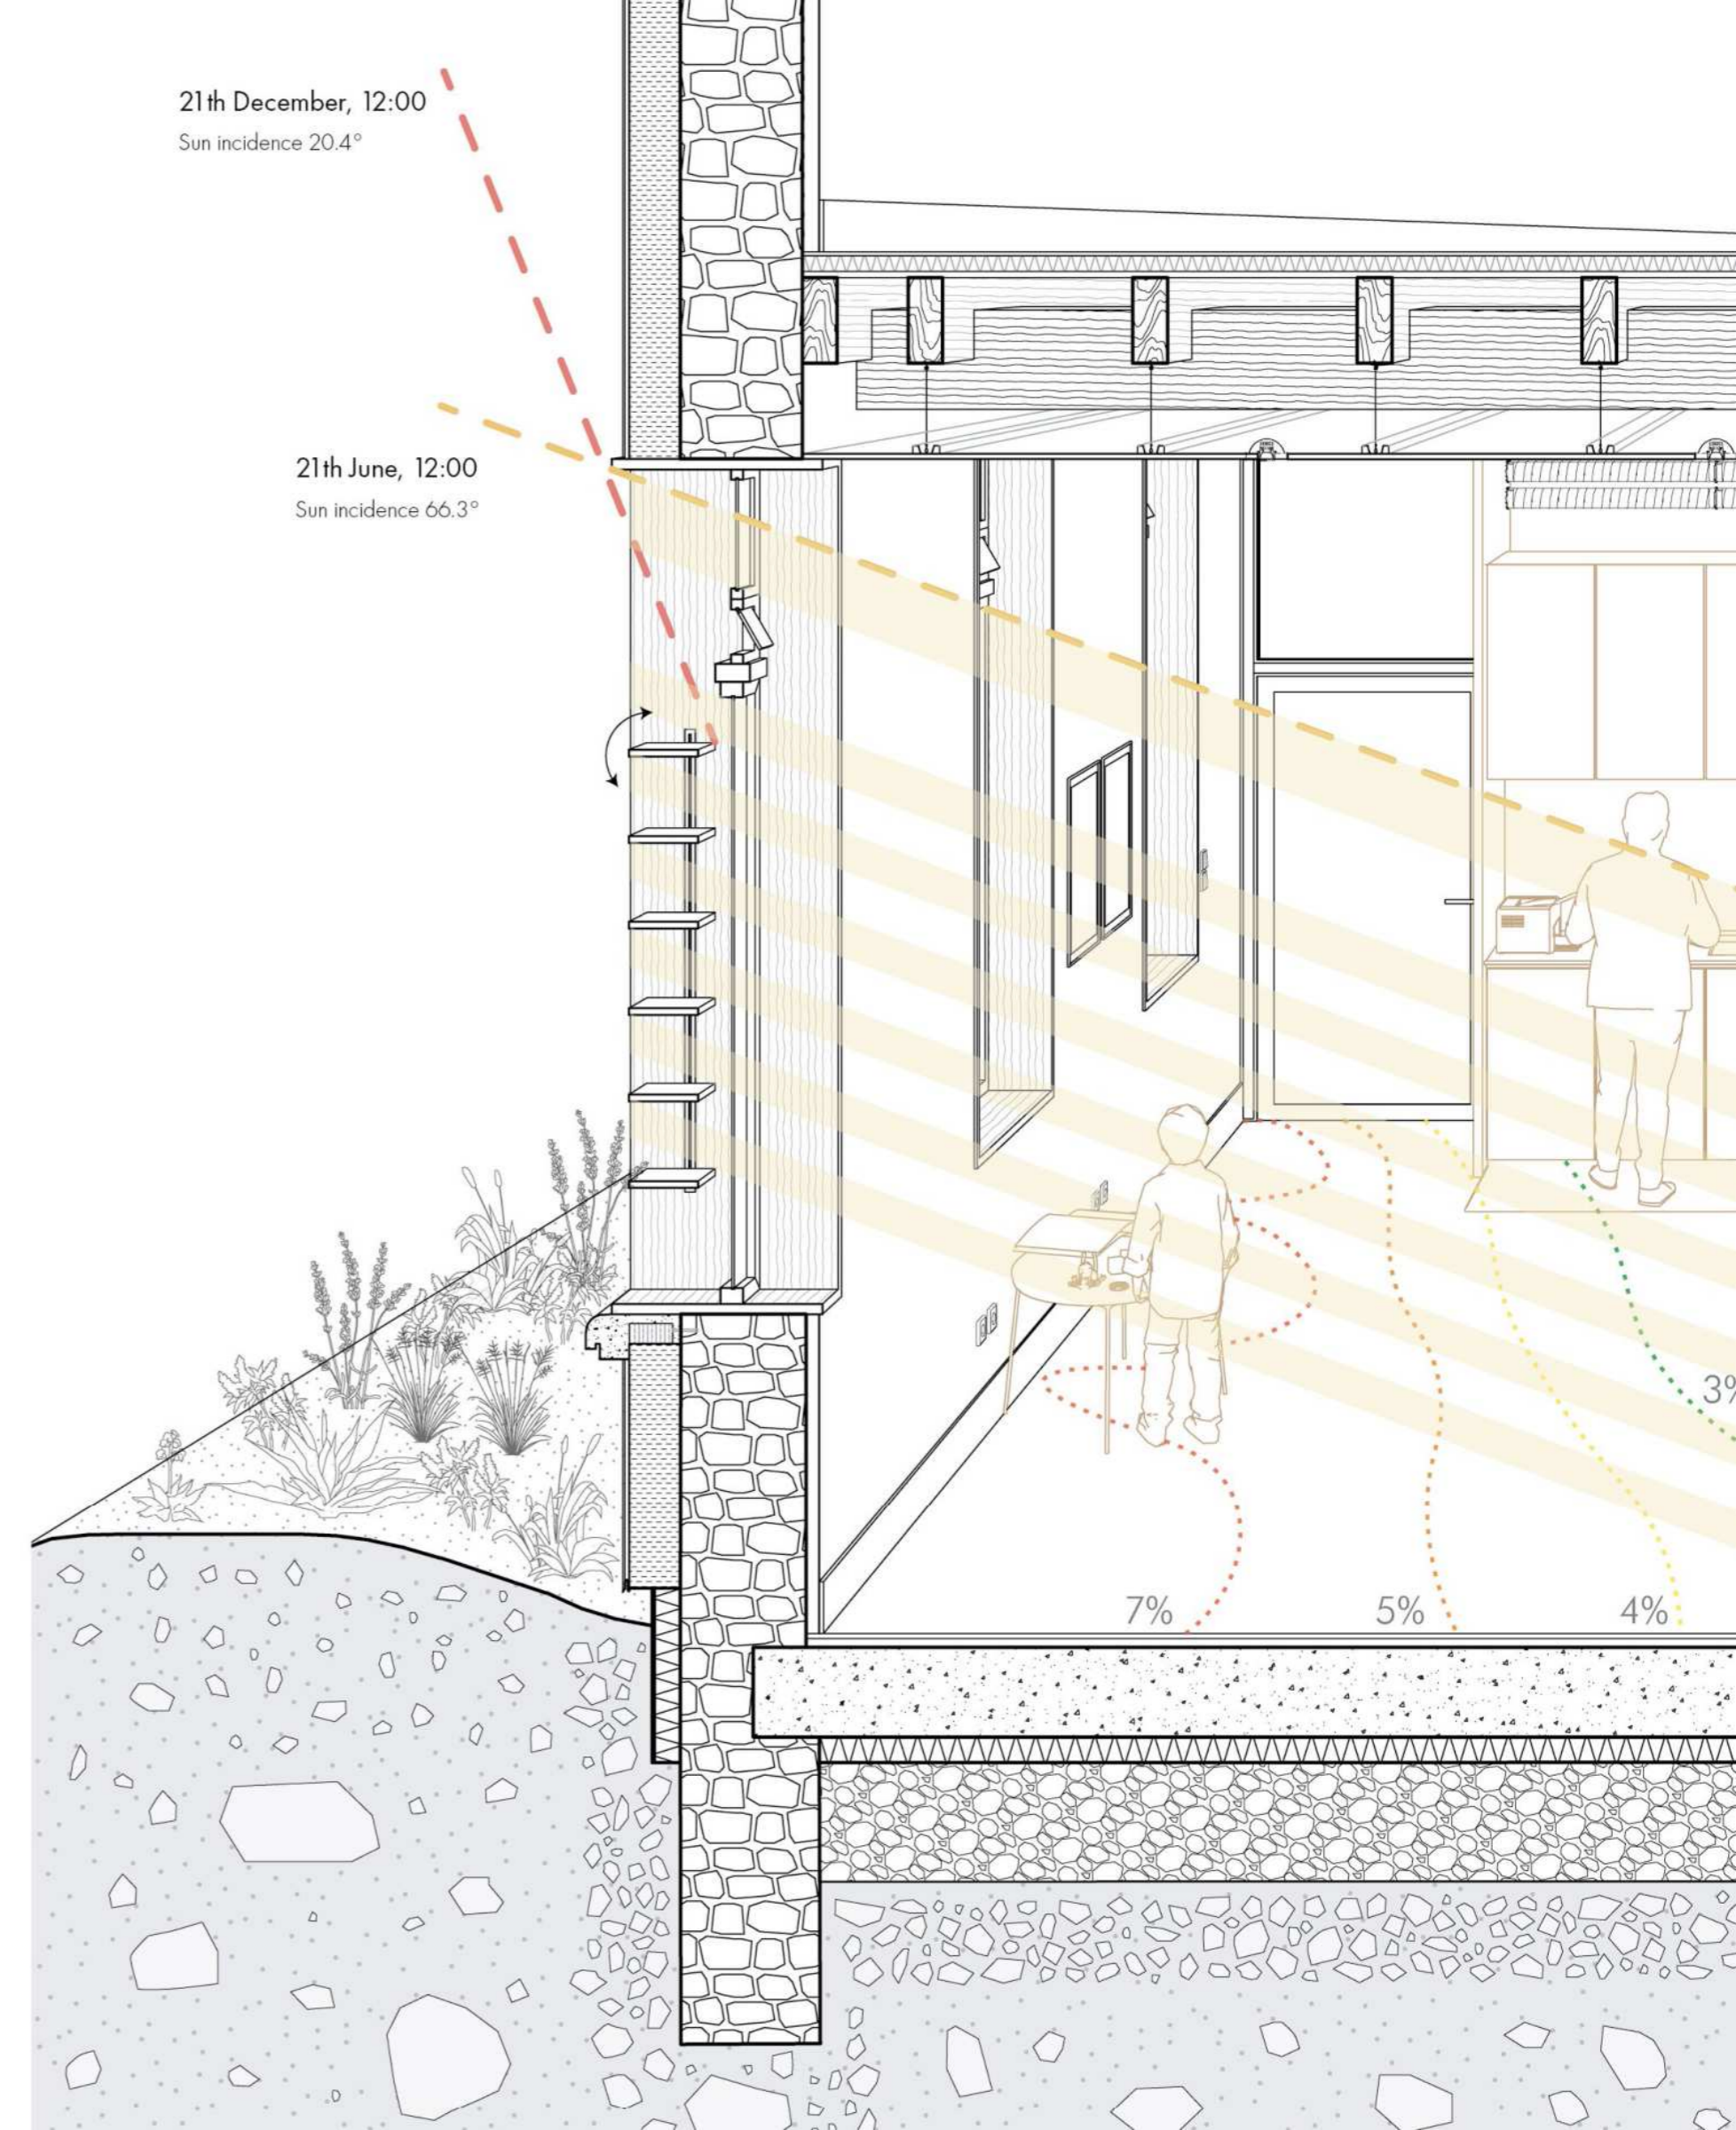 21th December, 12:00
Sun incidence 20.4°
21th June, 12:00
Sun incidence 66.3°
3%
7%
5%
4%